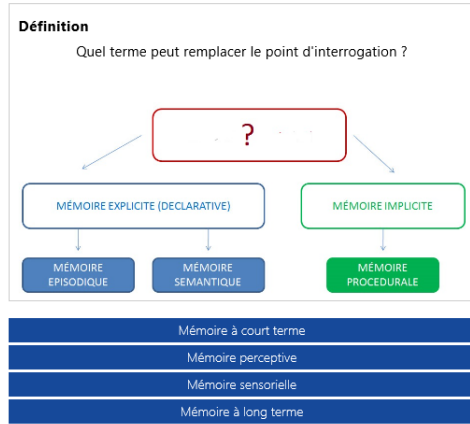 Définition
Quel terme peut remplacer le point d'interrogation ?
?
MÉMOIRE EXPLICITE (DECLARATIVE)
MÉMOIRE IMPLICITE
MÉMOIRE
EPISODIQUE
MÉMOIRE
SEMANTIQUE
MÉMOIRE
PROCEDURALE
Mémoire à court terme
Mémoire perceptive
Mémoire sensorielle
Mémoire à long terme